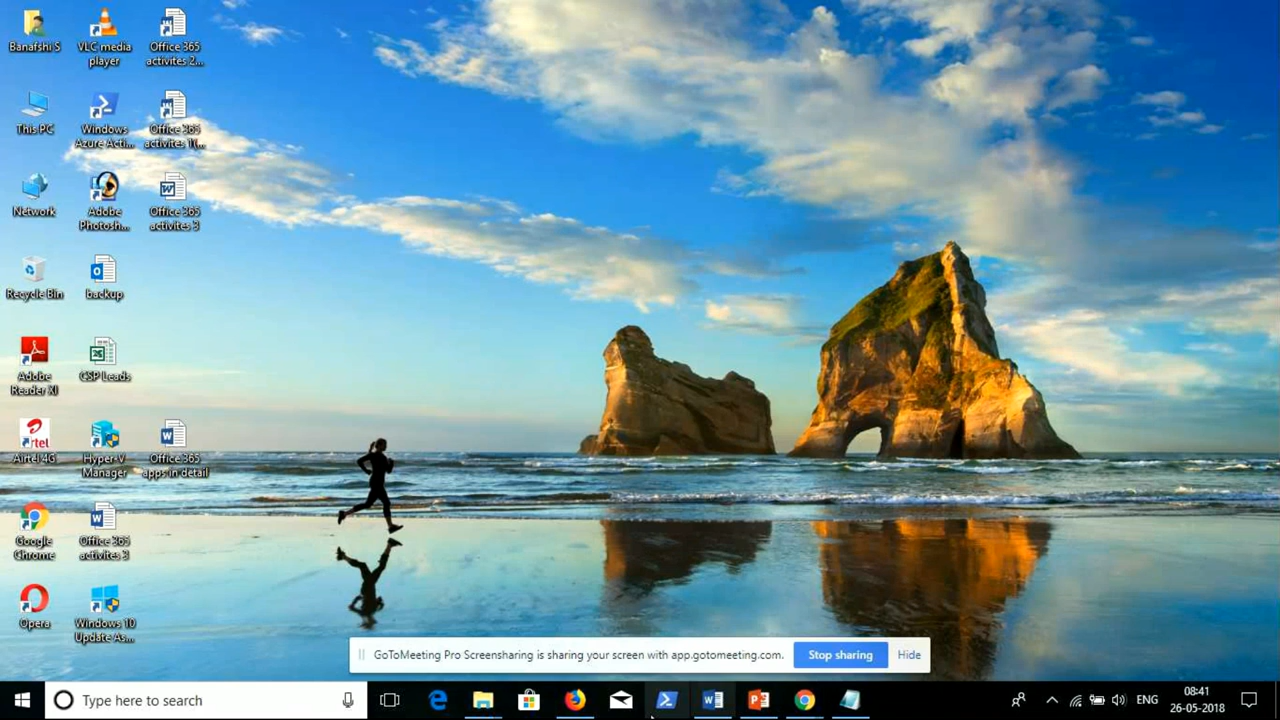 Banafshi S
VLC media
player
Office 365
activites 2...
This PC
Windows
Azure Acti...
Office 365
activites 1(...
Network
Adobe
Photosh...
Office 365
activites 3
Recycle Bin
backup
Adobe
Reader XI
CSP Leads
airtel
Airtel 4G
Hyper-V
Manager
Office 365
apps in detail
Google
Chrome
Office 365
activites 3
Opera
Windows 10
Update As...
GoToMeeting Pro Screensharing is sharing your screen with app.gotomeeting.com.
Stop sharing
Hide
Type here to search
ENG
08:41
26-05-2018